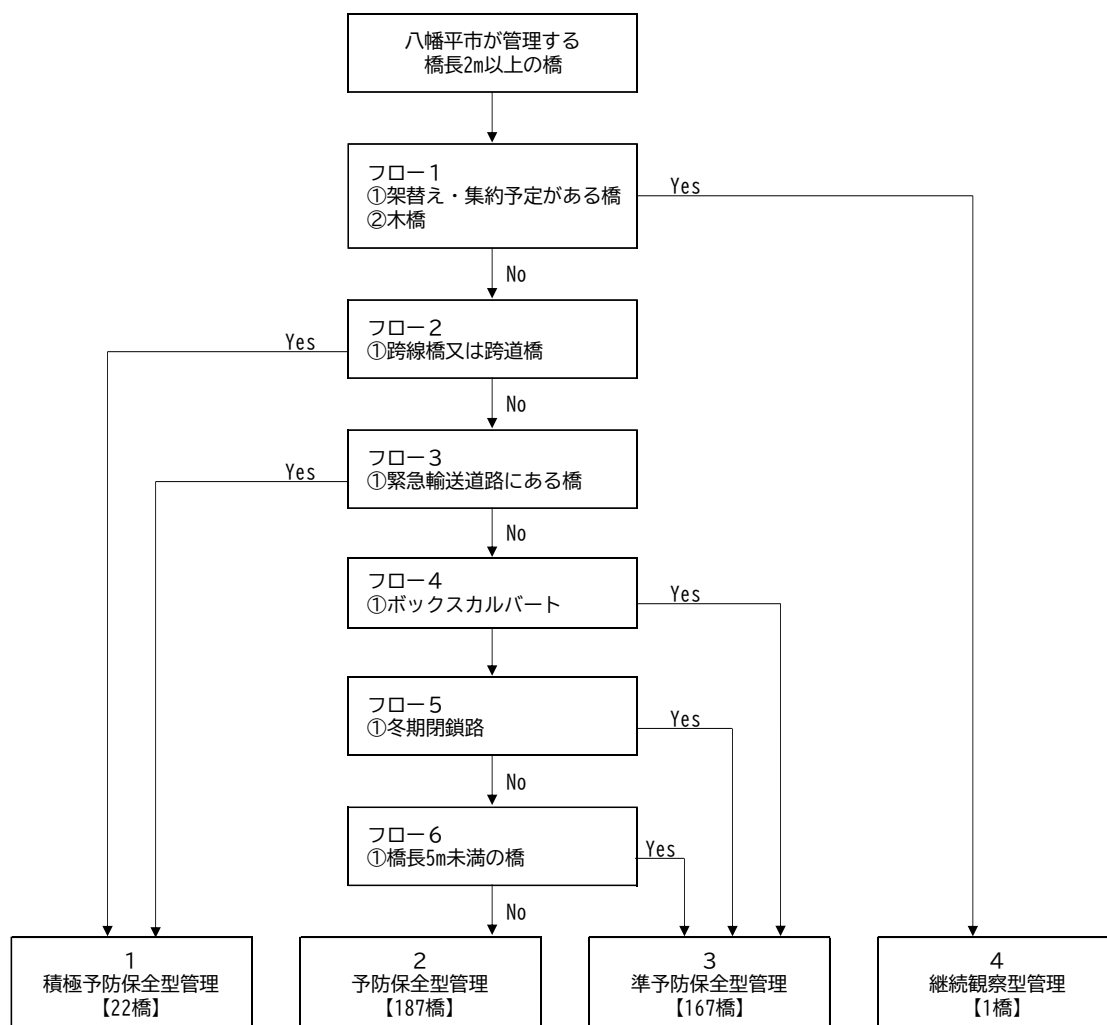 八幡平市が管理する
橋長2m以上の橋
フロー１
①架替え・集約予定がある橋
②木橋
Yes
No
フロー２
①跨線橋又は跨道橋
Yes
No
フロー３
①緊急輸送道路にある橋
Yes
No
フロー４
①ボックスカルバート
Yes
フロー５
①冬期閉鎖路
Yes
No
フロー６
①橋長5m未満の橋
Yes
No
1
積極予防保全型管理
【22橋】
2
予防保全型管理
【187橋】
3
準予防保全型管理
【167橋】
4
継続観察型管理
【1橋】